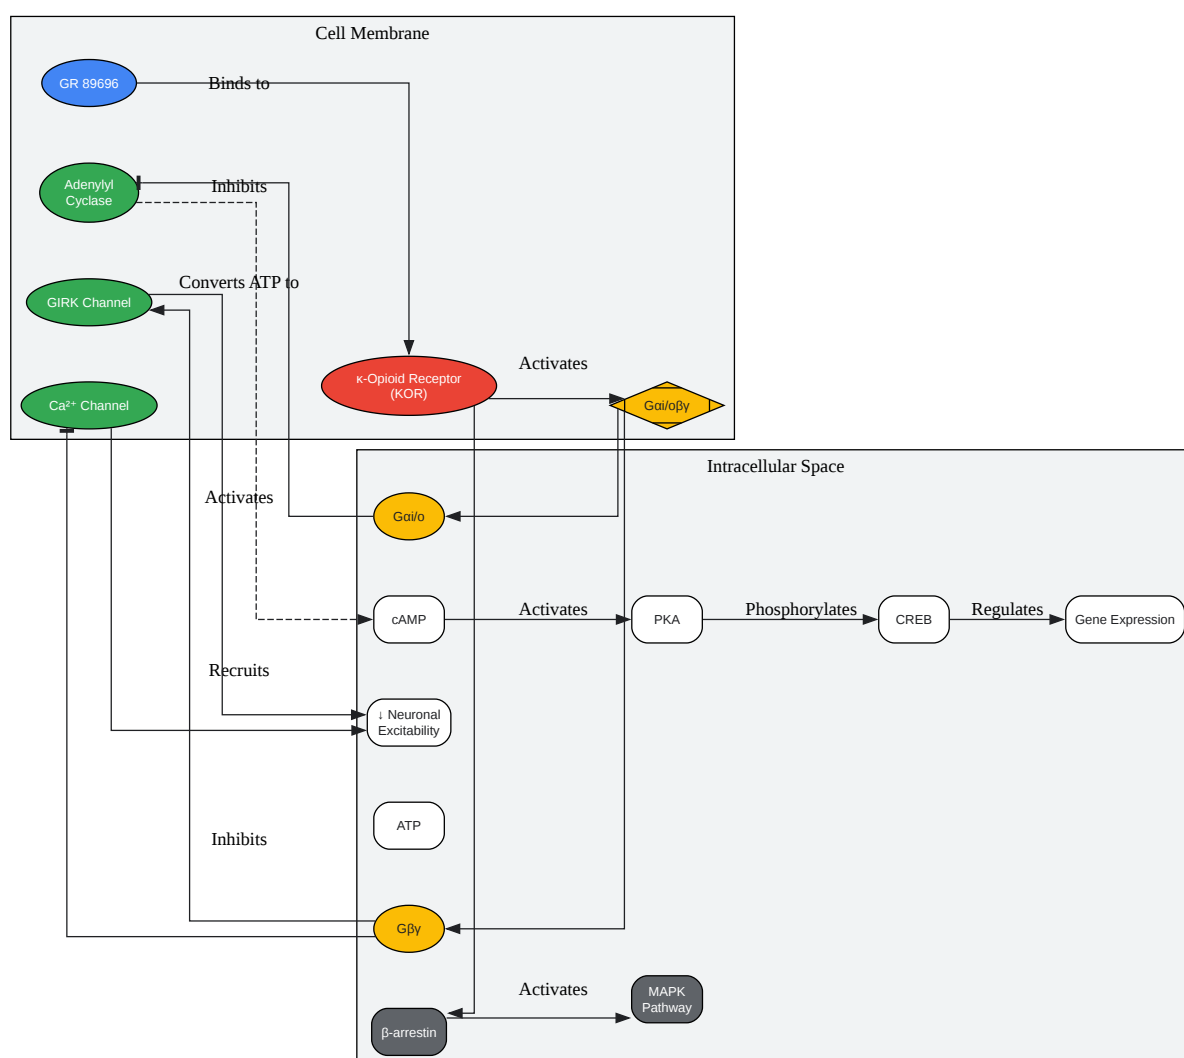 Cell Membrane
GR 89696
Binds to
Adenylyl
Cyclase
Inhibits
Converts ATP to
GIRK Channel
Activates
κ-Opioid Receptor
(KOR)
Ca²⁺ Channel
Gαi/oβγ
Intracellular Space
Activates
Gαi/o
cAMP
Activates
PKA
Phosphorylates
CREB
Regulates
Gene Expression
Recruits
↓ Neuronal
Excitability
ATP
Inhibits
Gβγ
Activates
MAPK
Pathway
β-arrestin